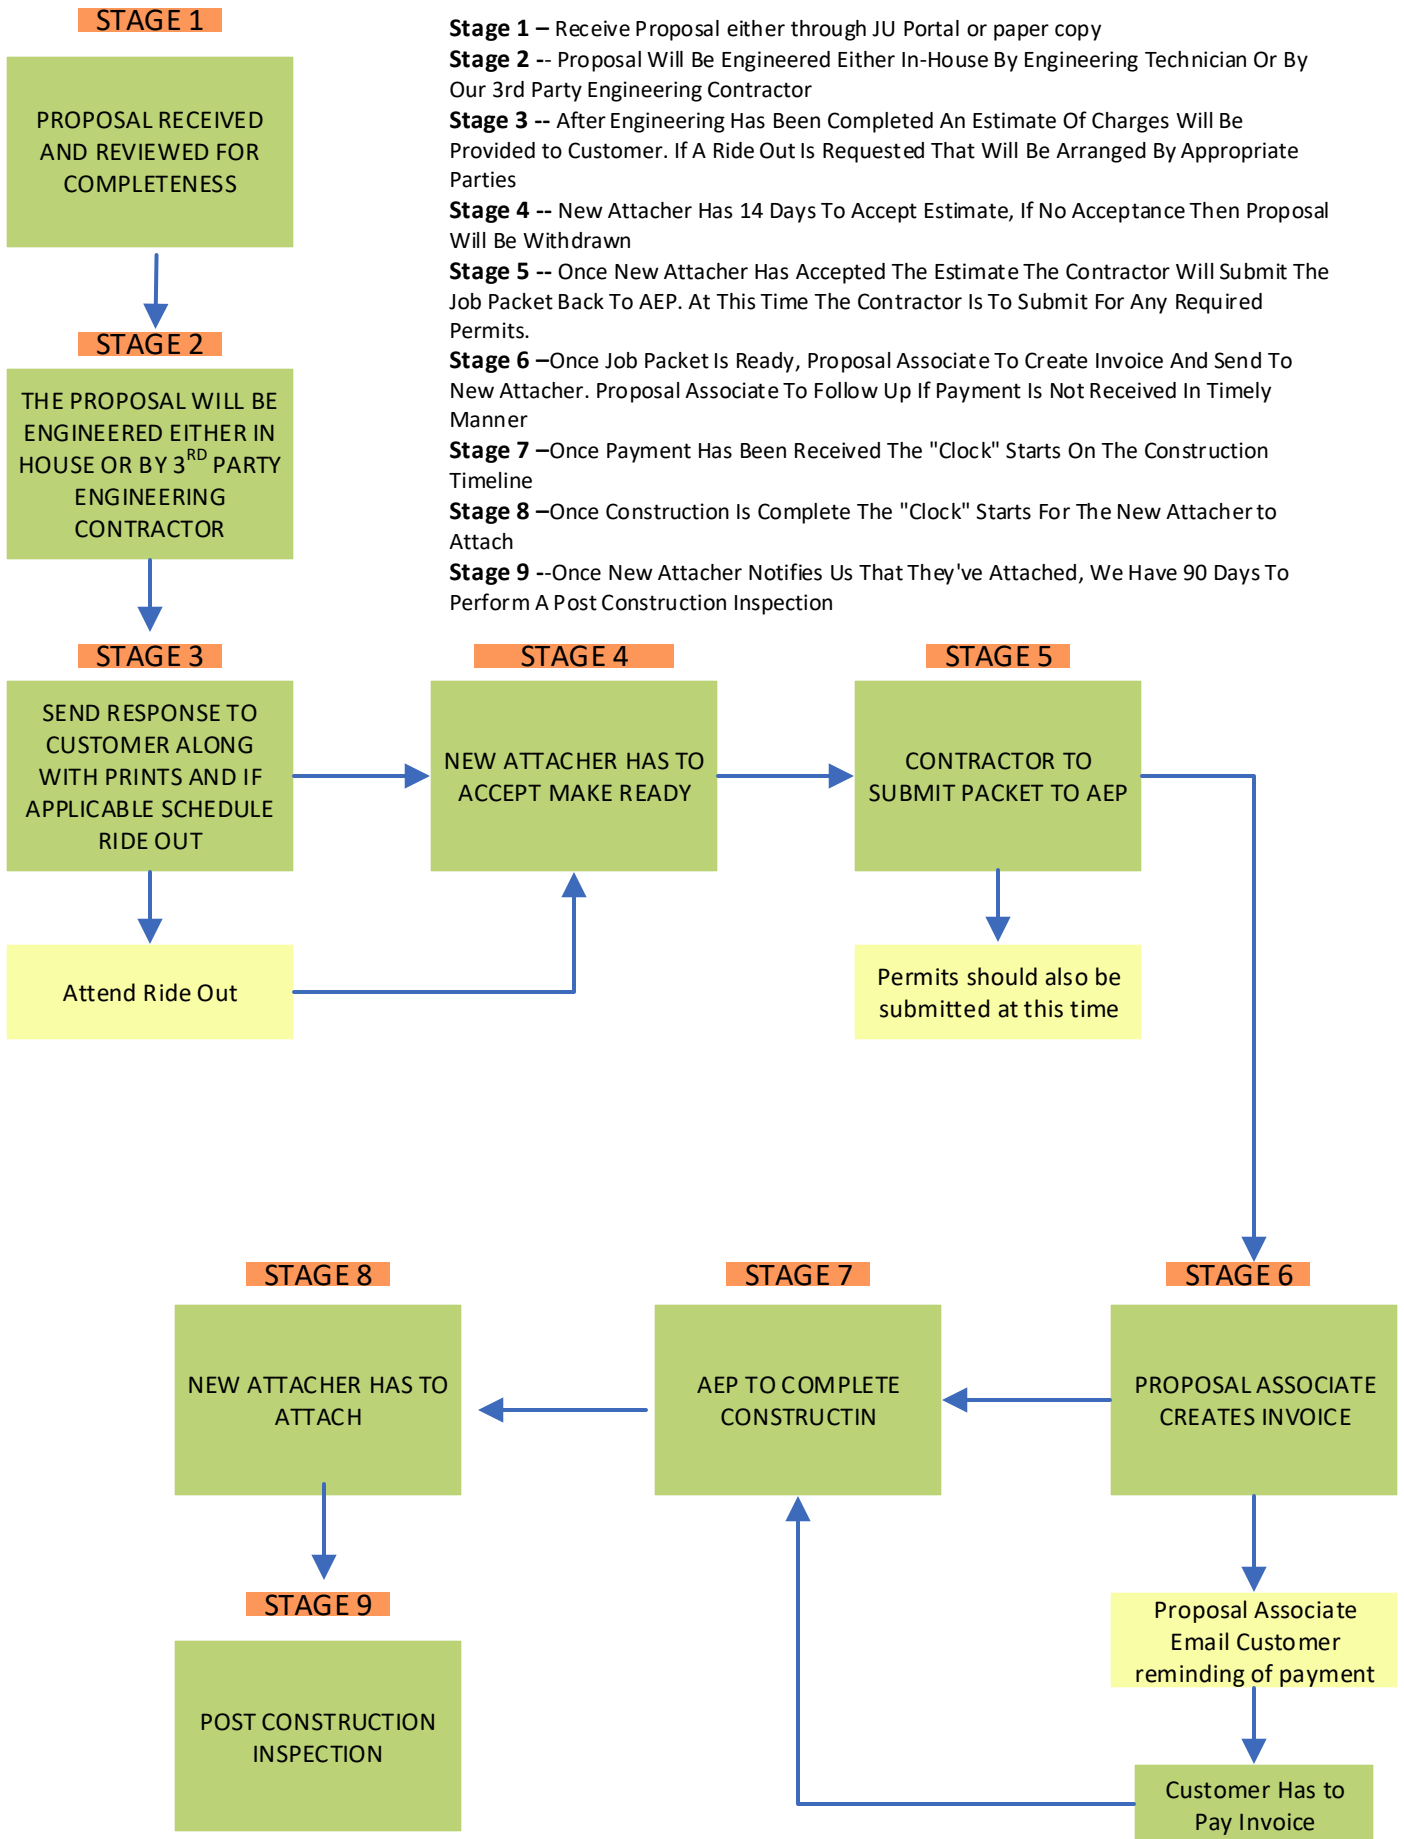 STAGE 1
PROPOSAL RECEIVED
AND REVIEWED FOR
COMPLETENESS
Stage 1 – Receive Proposal either through JU Portal or paper copy
Stage 2 -- Proposal Will Be Engineered Either In-House By Engineering Technician Or By
Our 3rd Party Engineering Contractor
Stage 3 -- After Engineering Has Been Completed An Estimate Of Charges Will Be
Provided to Customer. If A Ride Out Is Requested That Will Be Arranged By Appropriate
Parties
Stage 4 -- New Attacher Has 14 Days To Accept Estimate, If No Acceptance Then Proposal
Will Be Withdrawn
Stage 5 -- Once New Attacher Has Accepted The Estimate The Contractor Will Submit The
Job Packet Back To AEP. At This Time The Contractor Is To Submit For Any Required
Permits.
Stage 6 –Once Job Packet Is Ready, Proposal Associate To Create Invoice And Send To
New Attacher. Proposal Associate To Follow Up If Payment Is Not Received In Timely
Manner
Stage 7 –Once Payment Has Been Received The "Clock" Starts On The Construction
Timeline
Stage 8 –Once Construction Is Complete The "Clock" Starts For The New Attacher to
Attach
Stage 9 --Once New Attacher Notifies Us That They've Attached, We Have 90 Days To
Perform A Post Construction Inspection
STAGE 2
THE PROPOSAL WILL BE
ENGINEERED EITHER IN
HOUSE OR BY 3RD PARTY
ENGINEERING
CONTRACTOR
STAGE 3
SEND RESPONSE TO
CUSTOMER ALONG
WITH PRINTS AND IF
APPLICABLE SCHEDULE
RIDE OUT
Attend Ride Out
STAGE 4
NEW ATTACHER HAS TO
ACCEPT MAKE READY
STAGE 5
CONTRACTOR TO
SUBMIT PACKET TO AEP
Permits should also be
submitted at this time
STAGE 6
PROPOSAL ASSOCIATE
CREATES INVOICE
Proposal Associate
Email Customer
reminding of payment
Customer Has to
Pay Invoice
STAGE 7
AEP TO COMPLETE
CONSTRUCTIN
STAGE 8
NEW ATTACHER HAS TO
ATTACH
STAGE 9
POST CONSTRUCTION
INSPECTION